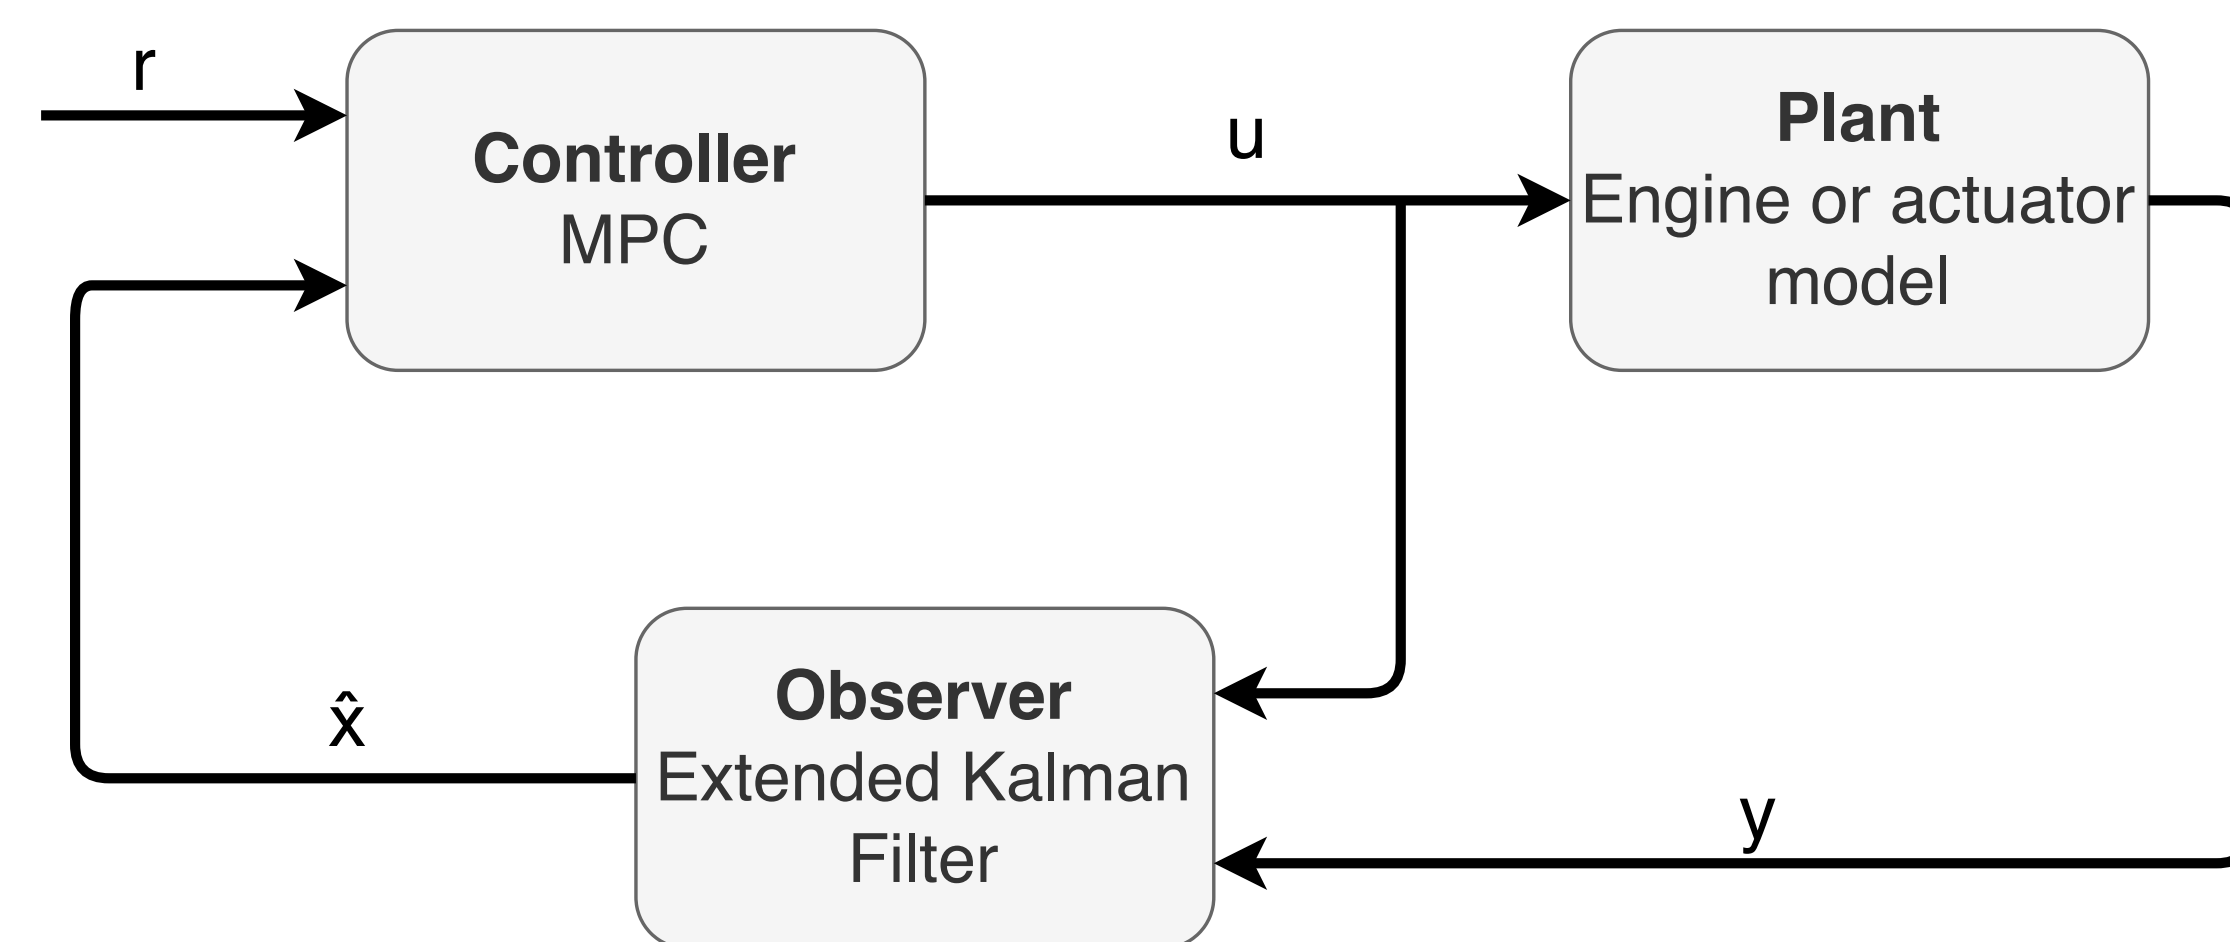 r
Controller
MPC
u
Plant
Engine or actuator
model
x̂
Observer
Extended Kalman
Filter
y